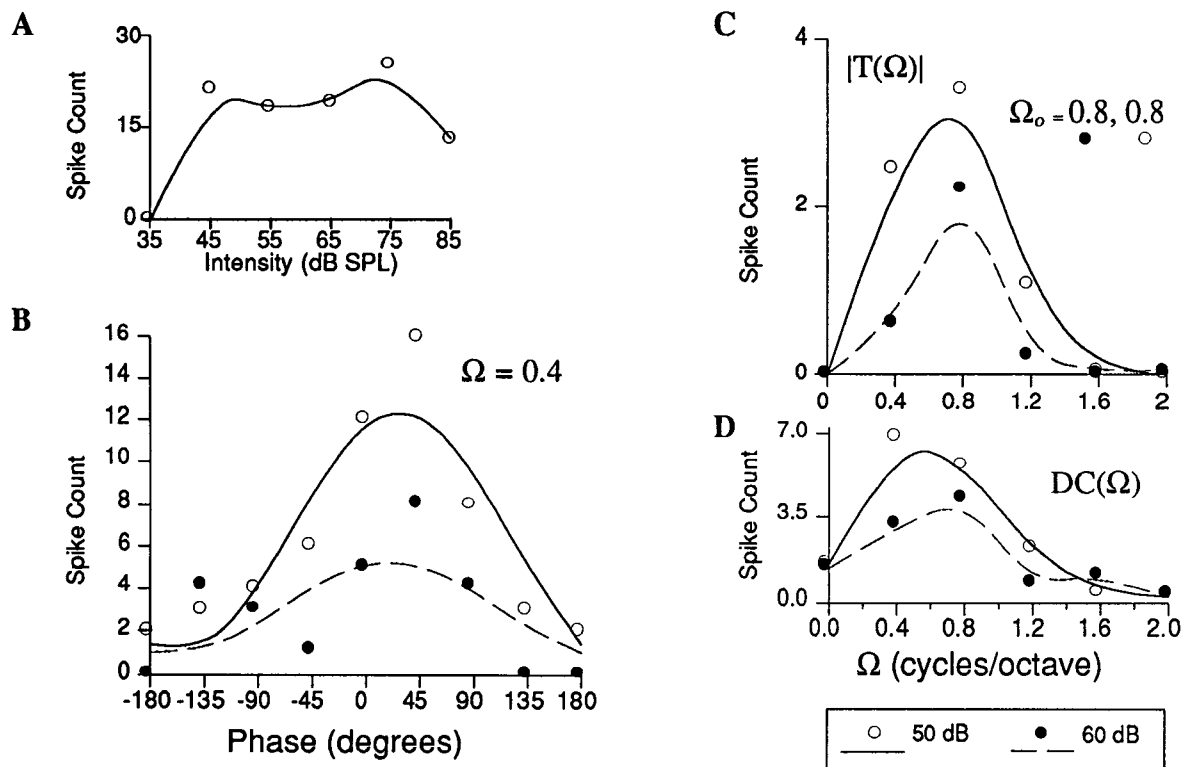 A
30
15
0
Spike Count
35 45 55 65 75 85
Intensity (dB SPL)
B
16
14
12
10
8
6
4
2
0
Spike Count
Ω = 0.4
-180 -135 -90 -45 0 45 90 135 180
Phase (degrees)
C
4
2
0
Spike Count
|T(Ω)|
Ωo = 0.8, 0.8
0 0.4 0.8 1.2 1.6 2
D
7.0
3.5
0.0
Spike Count
DC(Ω)
0.0 0.4 0.8 1.2 1.6 2.0
Ω (cycles/octave)
50 dB 60 dB